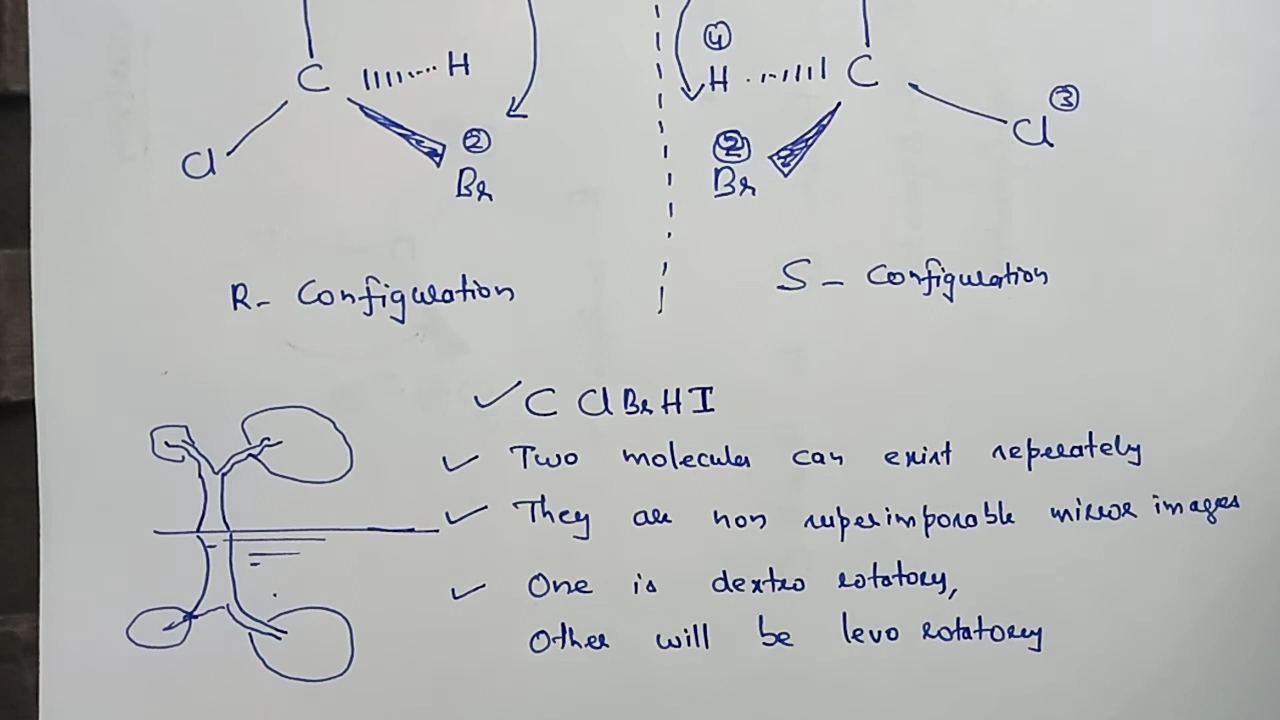 ④
C H H C
③
② ②
Cl Br Br Cl
R- Configuration S - Configuration
✓ C Cl Br H I
✓ Two molecules can exist seperately
✓ They are non superimposable mirror images
✓ One is dextro rotatory,
Other will be levo rotatory